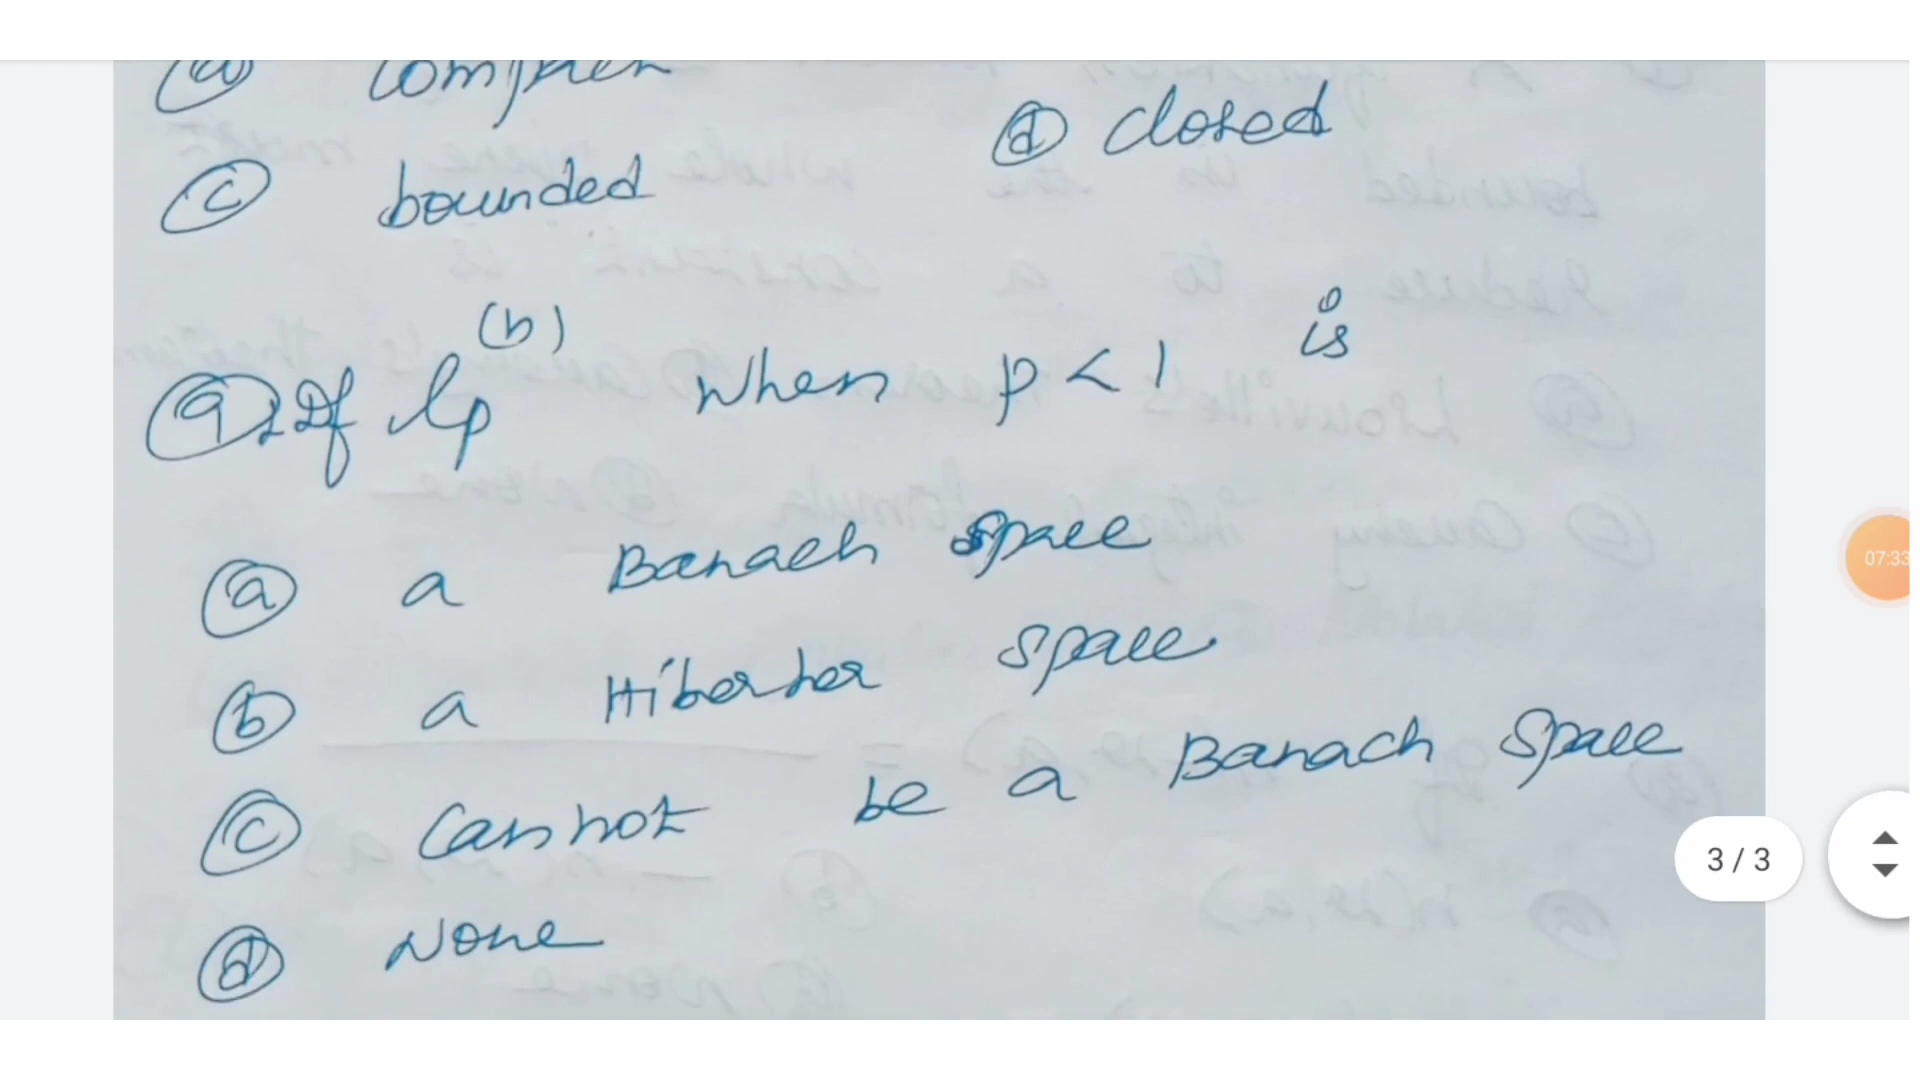 (a) compact
(d) closed
(c) bounded
(9) If lp(n) when p < 1 is
(a) a Banach space
(b) a Hiberter space
(c) Cannot be a Banach space
(d) None
07:33
3 / 3